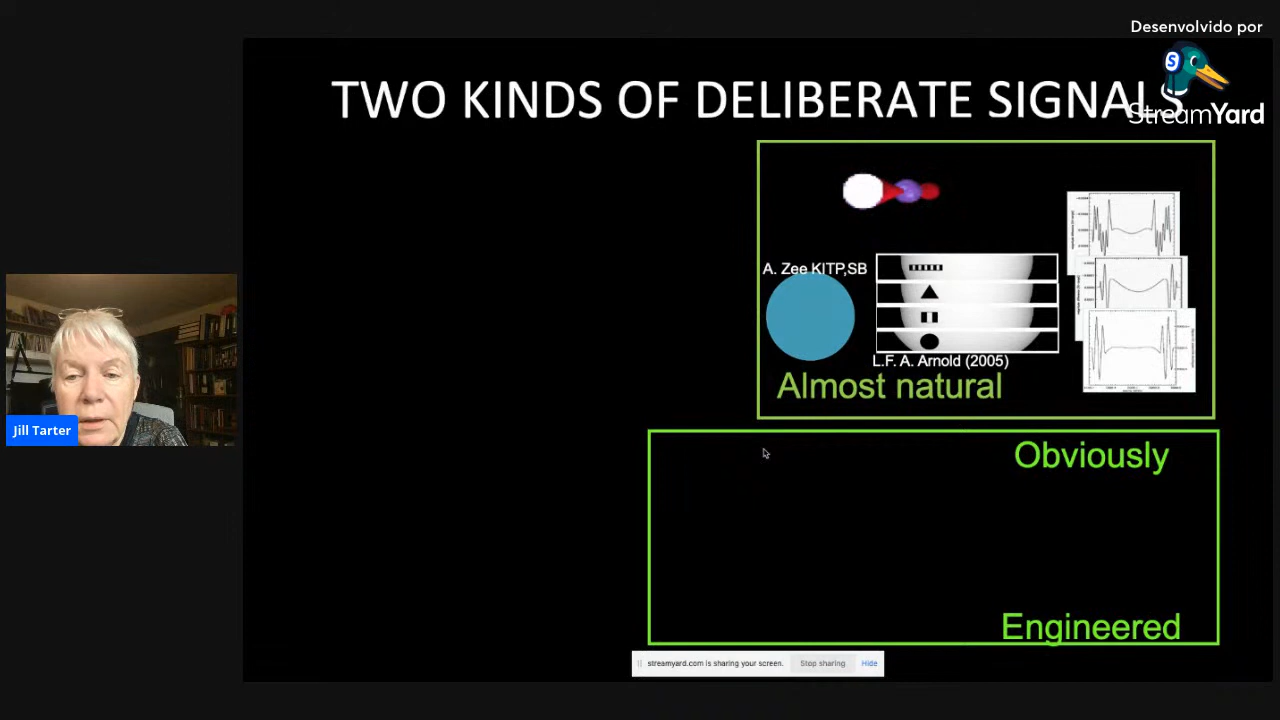 Desenvolvido por
StreamYard
TWO KINDS OF DELIBERATE SIGNALS
A. Zee KITP,SB
L.F. A. Arnold (2005)
Almost natural
Jill Tarter
Obviously
Engineered
streamyard.com is sharing your screen.
Stop sharing
Hide